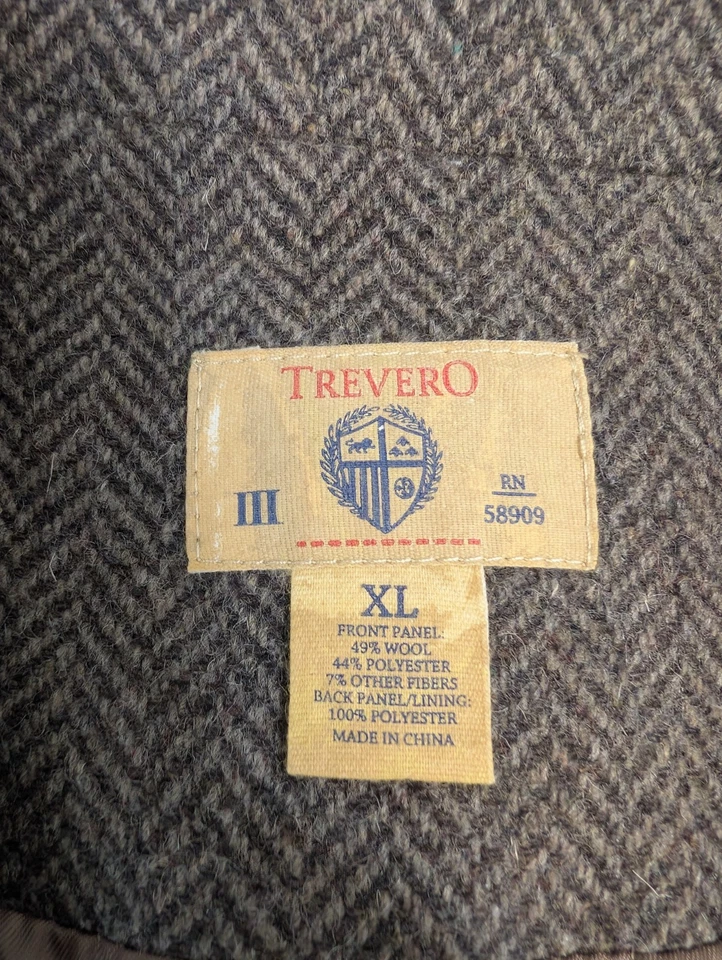 TREVERO
III
RN
58909
XL
FRONT PANEL:
49% WOOL
44% POLYESTER
7% OTHER FIBERS
BACK PANEL/LINING:
100% POLYESTER
MADE IN CHINA